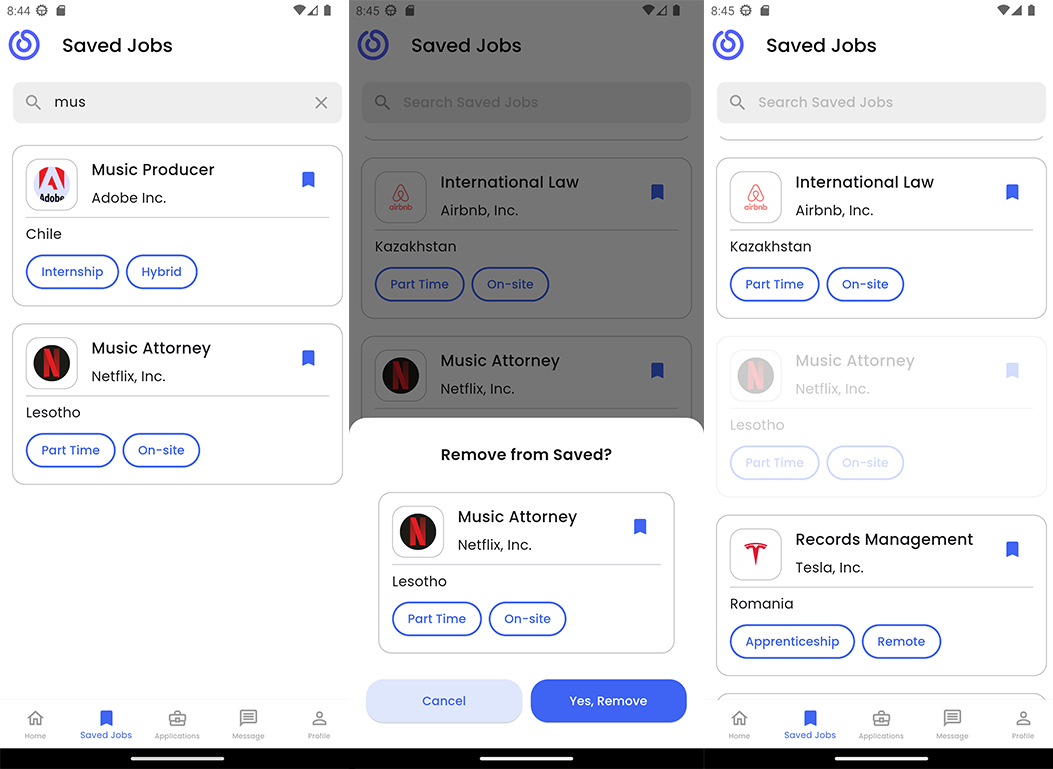 8:44
Saved Jobs
mus
Adobe
Music Producer
Adobe Inc.
Chile
Internship Hybrid
N
Music Attorney
Netflix, Inc.
Lesotho
Part Time On-site
Home Saved Jobs Applications Message Profile
8:45
Saved Jobs
Search Saved Jobs
airbnb
International Law
Airbnb, Inc.
Kazakhstan
Part Time On-site
N
Music Attorney
Netflix, Inc.
Remove from Saved?
N
Music Attorney
Netflix, Inc.
Lesotho
Part Time On-site
Cancel Yes, Remove
8:45
Saved Jobs
Search Saved Jobs
airbnb
International Law
Airbnb, Inc.
Kazakhstan
Part Time On-site
N
Music Attorney
Netflix, Inc.
Lesotho
Part Time On-site
Records Management
Tesla, Inc.
Romania
Apprenticeship Remote
Home Saved Jobs Applications Message Profile